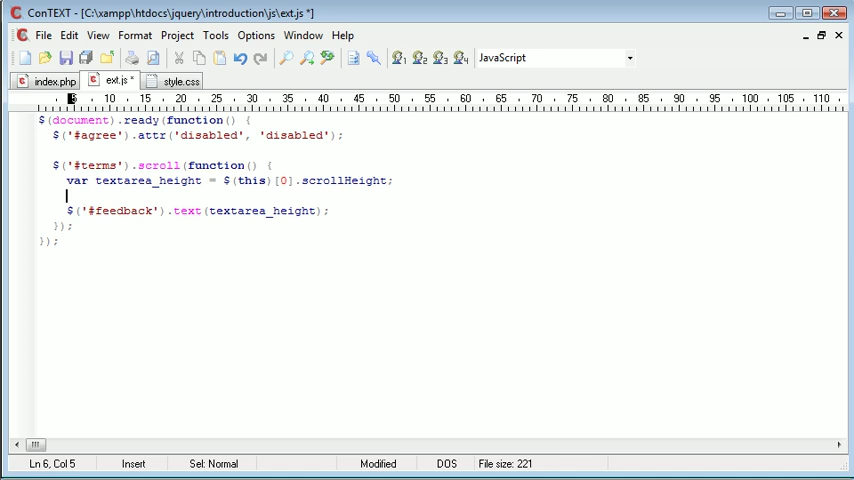 ConTEXT - [C:\xampp\htdocs\jquery\introduction\js\ext.js *]
File Edit View Format Project Tools Options Window Help
JavaScript
index.php ext.js * style.css
5 10 15 20 25 30 35 40 45 50 55 60 65 70 75 80 85 90 95 100 105 110
$(document).ready(function() {
$('#agree').attr('disabled', 'disabled');
$('#terms').scroll(function() {
var textarea_height = $(this)[0].scrollHeight;
$('#feedback').text(textarea_height);
});
});
Ln 6, Col 5 Insert Sel: Normal Modified DOS File size: 221